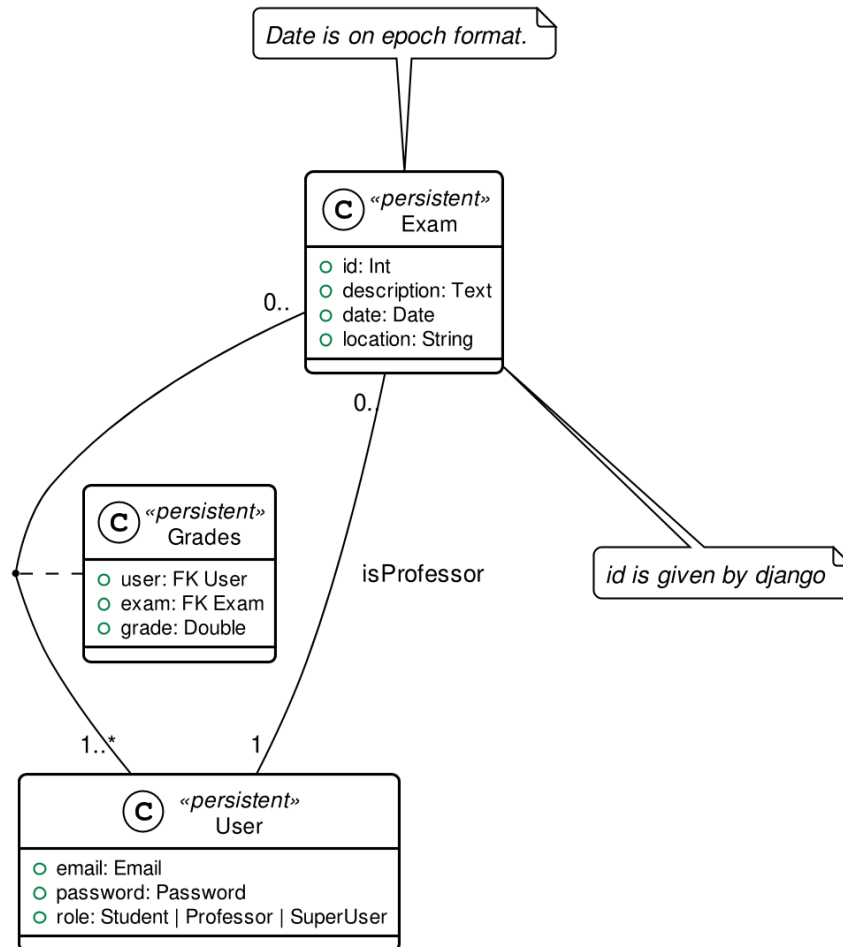 Date is on epoch format.
C
«persistent»
Exam
id: Int
description: Text
date: Date
location: String
0..
0..
C
«persistent»
Grades
user: FK User
exam: FK Exam
grade: Double
isProfessor
id is given by django
1..*
1
C
«persistent»
User
email: Email
password: Password
role: Student | Professor | SuperUser